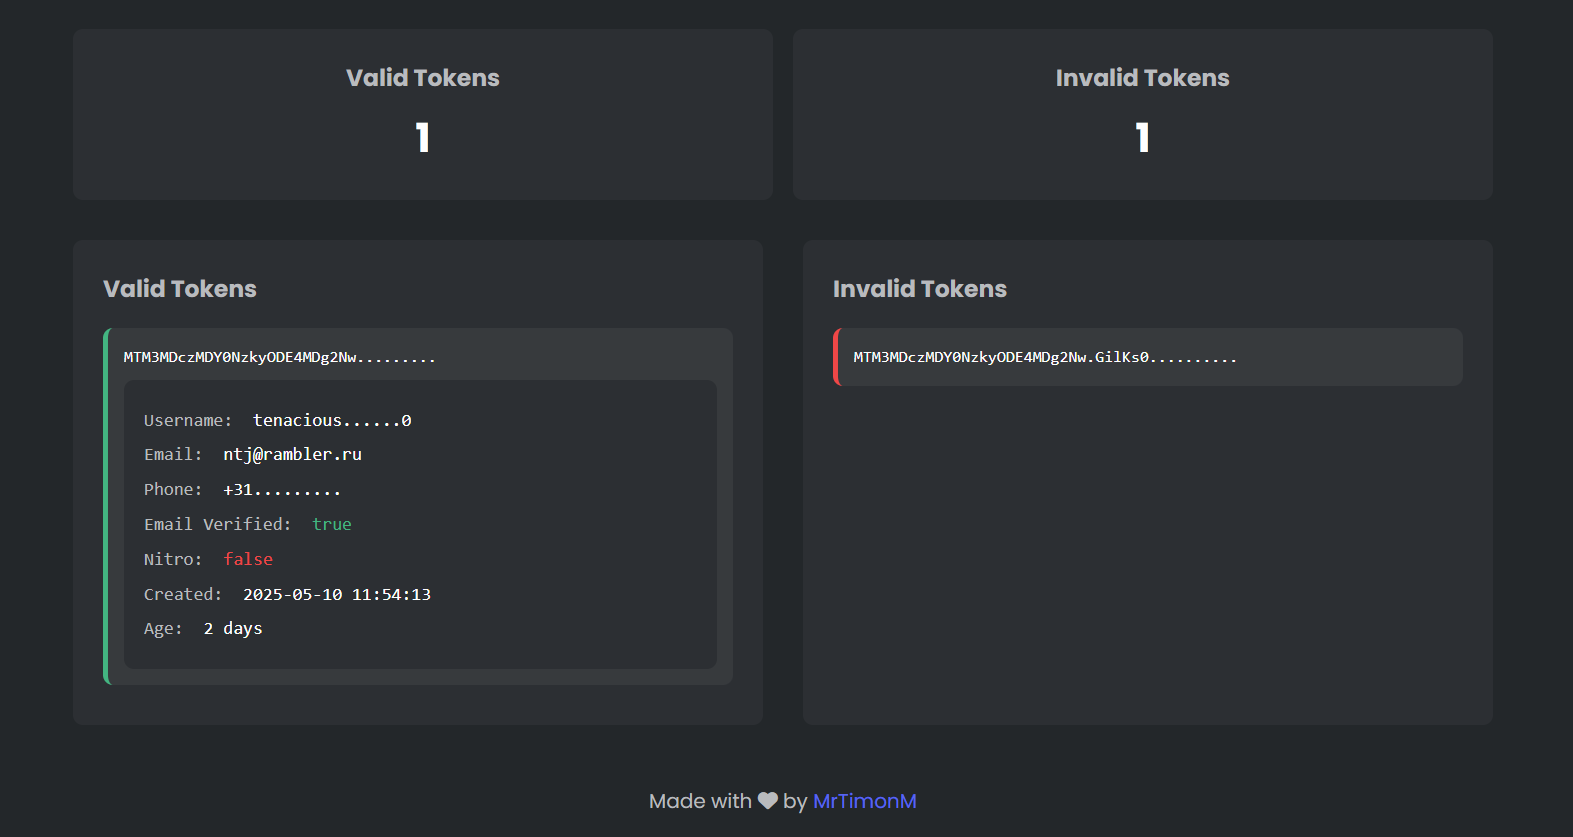 Valid Tokens
1
Invalid Tokens
1
Valid Tokens
MTM3MDczMDY0NzkyODE4MDg2Nw.........
Username: tenacious......0
Email: ntj@rambler.ru
Phone: +31.........
Email Verified: true
Nitro: false
Created: 2025-05-10 11:54:13
Age: 2 days
Invalid Tokens
MTM3MDczMDY0NzkyODE4MDg2Nw.GilKs0..........
Made with by MrTimonM